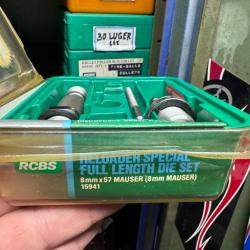 30 LUGER
RCBS
RELOADER SPECIAL
FULL LENGTH DIE SET
8mm x 57 MAUSER (8mm MAUSER)
15941